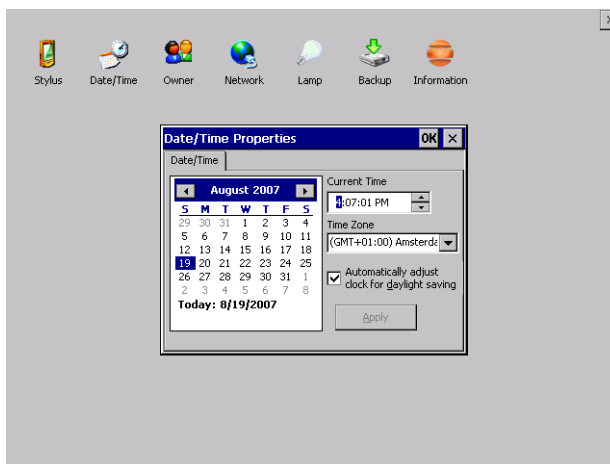 Stylus Date/Time Owner Network Lamp Backup Information
Date/Time Properties OK
Date/Time
August 2007
S M T W T F S
29 30 31 1 2 3 4
5 6 7 8 9 10 11
12 13 14 15 16 17 18
19 20 21 22 23 24 25
26 27 28 29 30 31 1
2 3 4 5 6 7 8
Today: 8/19/2007
Current Time
4:07:01 PM
Time Zone
(GMT+01:00) Amsterda
Automatically adjust
clock for daylight saving
Apply